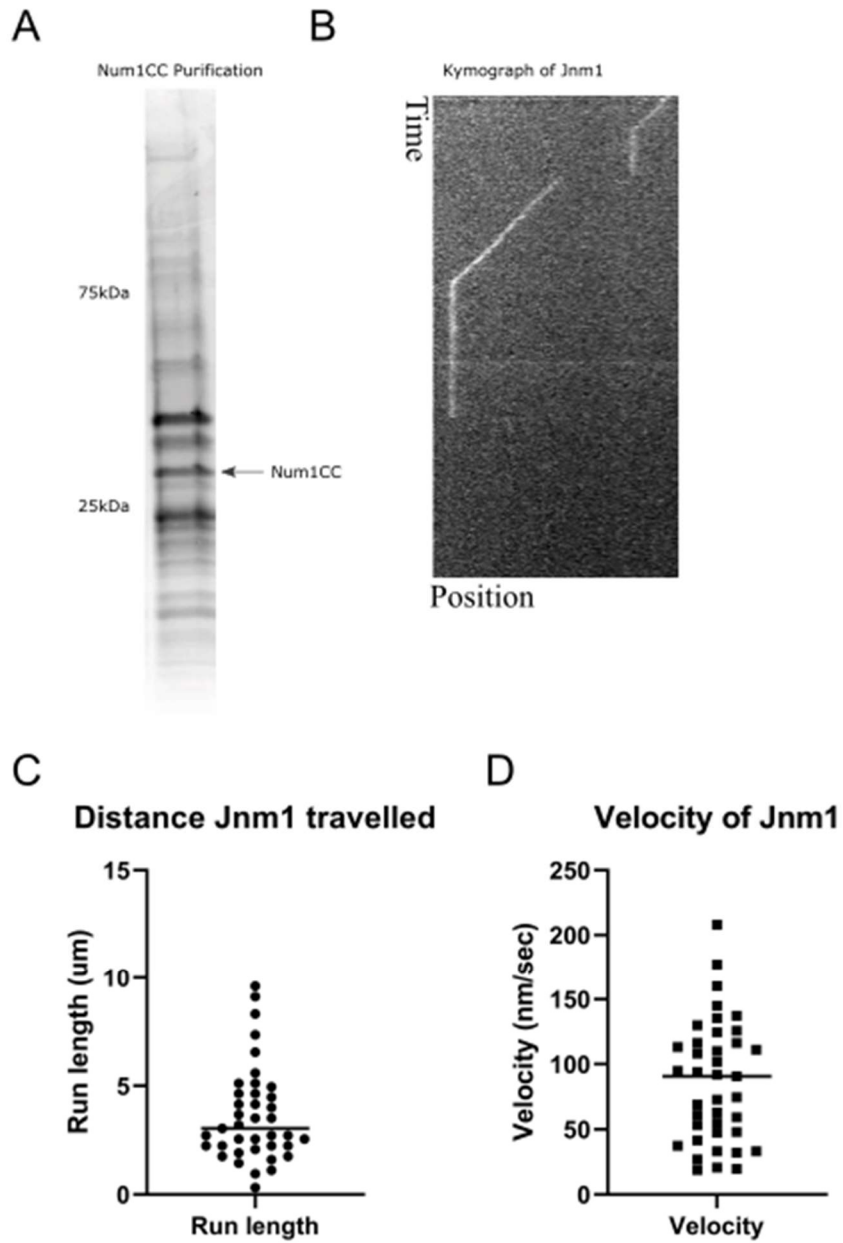 A
B
Num1CC Purification
Kymograph of Jnm1
Time
75kDa
Num1CC
25kDa
Position
C
D
Distance Jnm1 travelled
Velocity of Jnm1
15
10
5
0
Run length (um)
Run length
250
200
150
100
50
0
Velocity (nm/sec)
Velocity